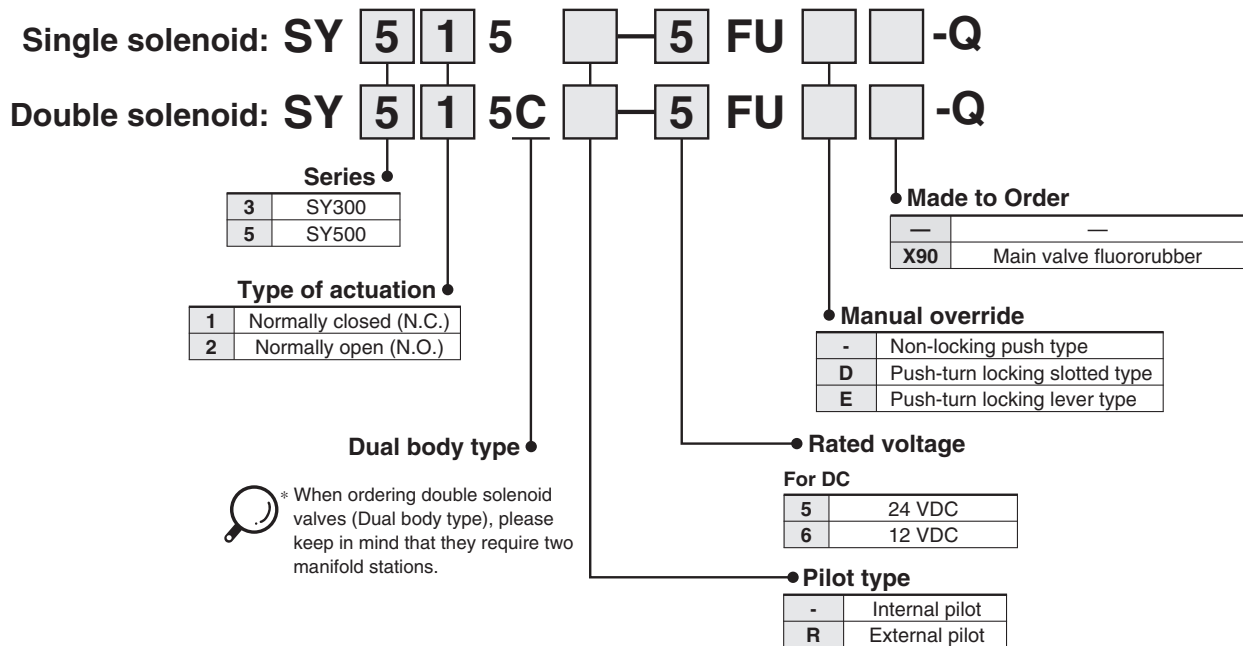 Single solenoid: SY 5 1 5 — 5 FU -Q
Double solenoid: SY 5 1 5C — 5 FU -Q
Series
3 SY300
5 SY500
Type of actuation
1 Normally closed (N.C.)
2 Normally open (N.O.)
Dual body type
* When ordering double solenoid
valves (Dual body type), please
keep in mind that they require two
manifold stations.
Made to Order
— —
X90 Main valve fluororubber
Manual override
- Non-locking push type
D Push-turn locking slotted type
E Push-turn locking lever type
Rated voltage
For DC
5 24 VDC
6 12 VDC
Pilot type
- Internal pilot
R External pilot